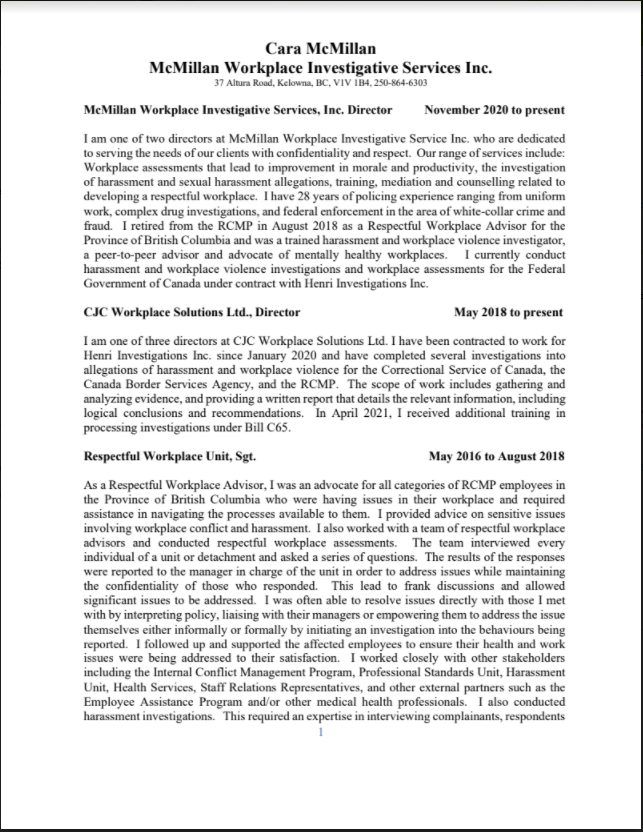 Cara McMillan
McMillan Workplace Investigative Services Inc.
37 Altura Road, Kelowna, BC, V1V 1B4, 250-864-6303
McMillan Workplace Investigative Services, Inc. Director November 2020 to present
I am one of two directors at McMillan Workplace Investigative Service Inc. who are dedicated
to serving the needs of our clients with confidentiality and respect. Our range of services include:
Workplace assessments that lead to improvement in morale and productivity, the investigation
of harassment and sexual harassment allegations, training, mediation and counselling related to
developing a respectful workplace. I have 28 years of policing experience ranging from uniform
work, complex drug investigations, and federal enforcement in the area of white-collar crime and
fraud. I retired from the RCMP in August 2018 as a Respectful Workplace Advisor for the
Province of British Columbia and was a trained harassment and workplace violence investigator,
a peer-to-peer advisor and advocate of mentally healthy workplaces. I currently conduct
harassment and workplace violence investigations and workplace assessments for the Federal
Government of Canada under contract with Henri Investigations Inc.
CJC Workplace Solutions Ltd., Director May 2018 to present
I am one of three directors at CJC Workplace Solutions Ltd. I have been contracted to work for
Henri Investigations Inc. since January 2020 and have completed several investigations into
allegations of harassment and workplace violence for the Correctional Service of Canada, the
Canada Border Services Agency, and the RCMP. The scope of work includes gathering and
analyzing evidence, and providing a written report that details the relevant information, including
logical conclusions and recommendations. In April 2021, I received additional training in
processing investigations under Bill C65.
Respectful Workplace Unit, Sgt. May 2016 to August 2018
As a Respectful Workplace Advisor, I was an advocate for all categories of RCMP employees in
the Province of British Columbia who were having issues in their workplace and required
assistance in navigating the processes available to them. I provided advice on sensitive issues
involving workplace conflict and harassment. I also worked with a team of respectful workplace
advisors and conducted respectful workplace assessments. The team interviewed every
individual of a unit or detachment and asked a series of questions. The results of the responses
were reported to the manager in charge of the unit in order to address issues while maintaining
the confidentiality of those who responded. This lead to frank discussions and allowed
significant issues to be addressed. I was often able to resolve issues directly with those I met
with by interpreting policy, liaising with their managers or empowering them to address the issue
themselves either informally or formally by initiating an investigation into the behaviours being
reported. I followed up and supported the affected employees to ensure their health and work
issues were being addressed to their satisfaction. I worked closely with other stakeholders
including the Internal Conflict Management Program, Professional Standards Unit, Harassment
Unit, Health Services, Staff Relations Representatives, and other external partners such as the
Employee Assistance Program and/or other medical health professionals. I also conducted
harassment investigations. This required an expertise in interviewing complainants, respondents
1